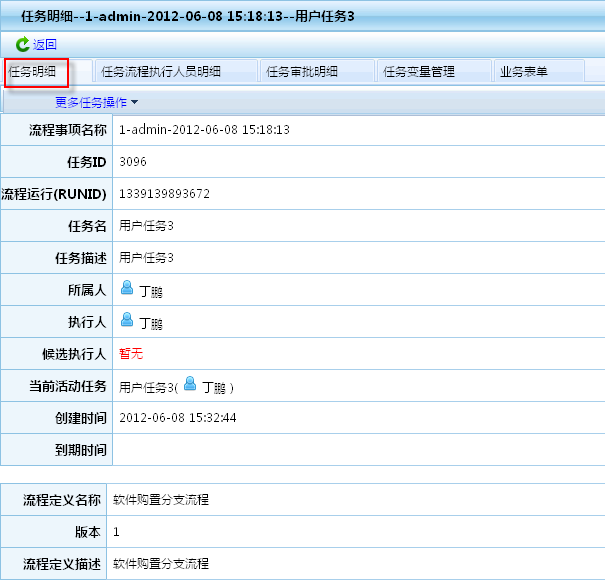 任务明细--1-admin-2012-06-08 15:18:13--用户任务3
返回
任务明细 任务流程执行人员明细 任务审批明细 任务变量管理 业务表单
更多任务操作
流程事项名称 1-admin-2012-06-08 15:18:13
任务ID 3096
流程运行(RUNID) 1339139893672
任务名 用户任务3
任务描述 用户任务3
所属人 丁鹏
执行人 丁鹏
候选执行人 暂无
当前活动任务 用户任务3( 丁鹏 )
创建时间 2012-06-08 15:32:44
到期时间
流程定义名称 软件购置分支流程
版本 1
流程定义描述 软件购置分支流程